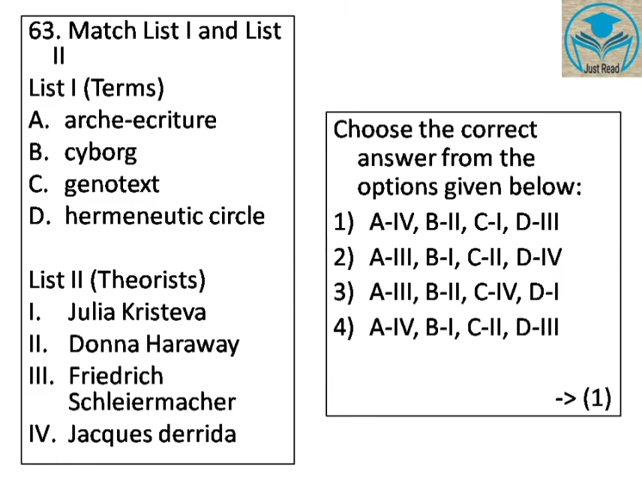 63. Match List I and List
II
List I (Terms)
A. arche-ecriture
B. cyborg
C. genotext
D. hermeneutic circle
List II (Theorists)
I. Julia Kristeva
II. Donna Haraway
III. Friedrich
Schleiermacher
IV. Jacques derrida
Just Read
Choose the correct
answer from the
options given below:
1) A-IV, B-II, C-I, D-III
2) A-III, B-I, C-II, D-IV
3) A-III, B-II, C-IV, D-I
4) A-IV, B-I, C-II, D-III
-> (1)